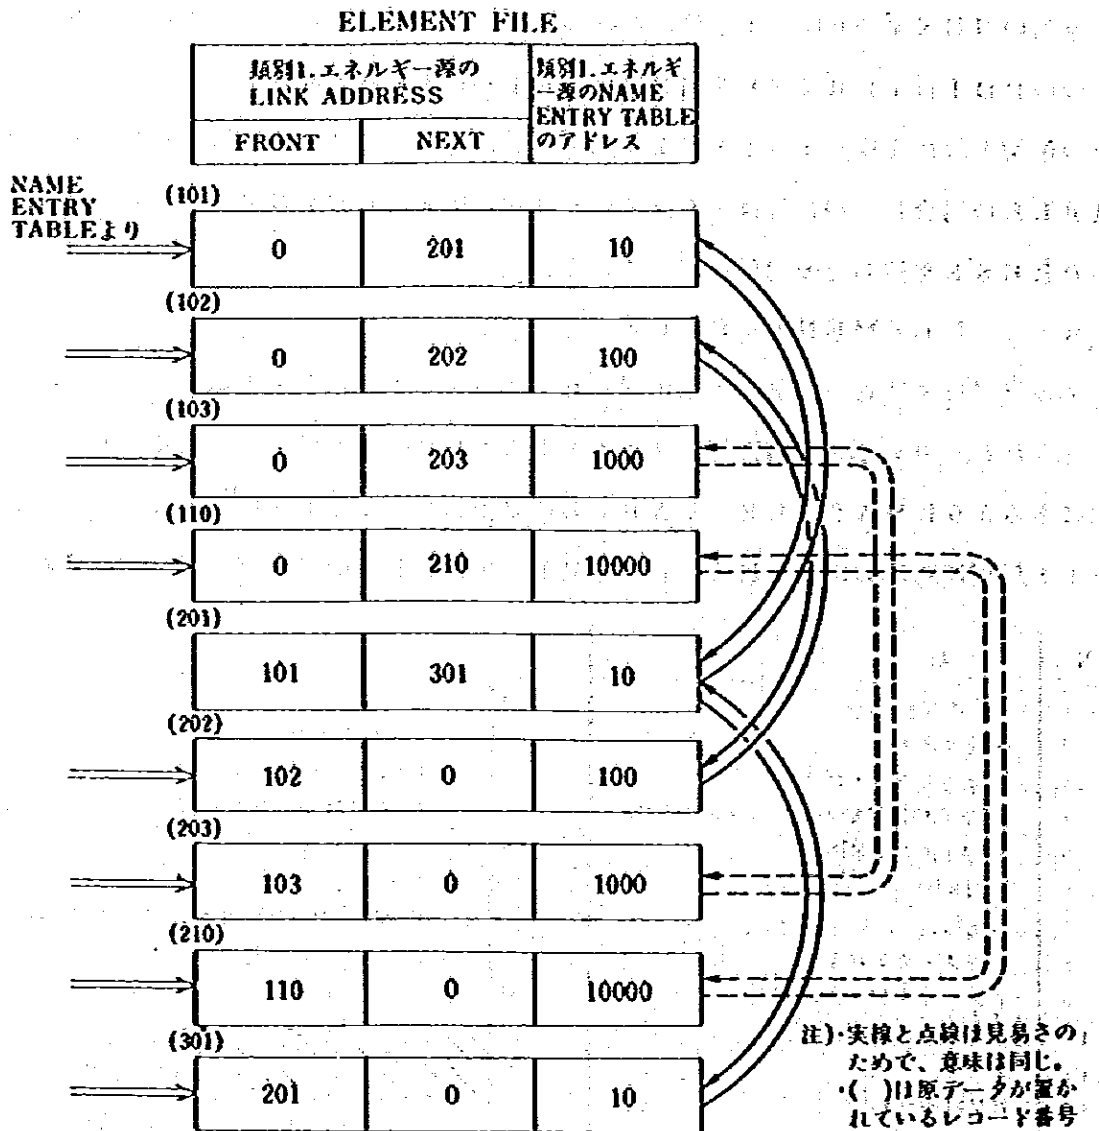 ELEMENT FILE
類別1.エネルギー源の
LINK ADDRESS
類別1.エネルギ
ー源のNAME
ENTRY TABLE
のアドレス
FRONT NEXT
NAME
ENTRY
TABLEより
(101)
0 201 10
(102)
0 202 100
(103)
0 203 1000
(110)
0 210 10000
(201)
101 301 10
(202)
102 0 100
(203)
103 0 1000
(210)
110 0 10000
(301)
201 0 10
注)・実線と点線は見易さの
ためで、意味は同じ。
・( )は原データが置か
れているレコード番号